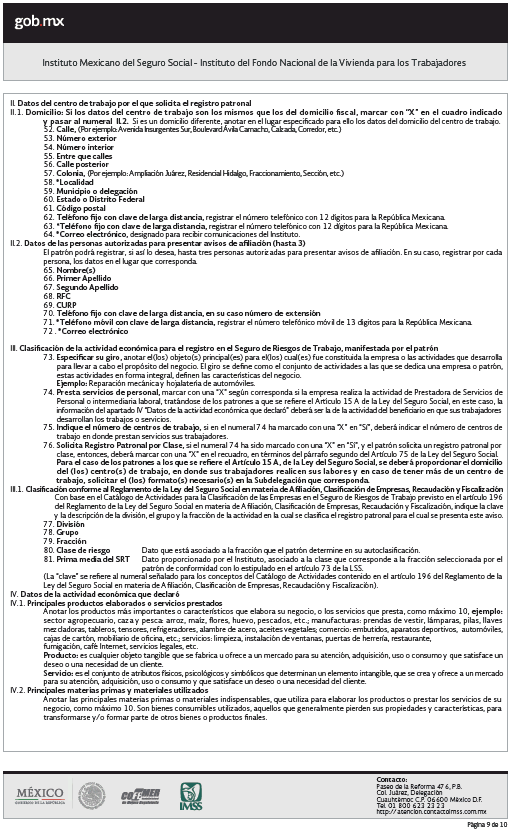 gob.mx
Instituto Mexicano del Seguro Social - Instituto del Fondo Nacional de la Vivienda para los Trabajadores
II. Datos del centro de trabajo por el que solicita el registro patronal
II.1. Domicilio: Si los datos del centro de trabajo son los mismos que los del domicilio fiscal, marcar con "X" en el cuadro indicado
y pasar al numeral II.2. Si es un domicilio diferente, anotar en el lugar especificado para ello los datos del domicilio del centro de trabajo.
52. Calle, (Por ejemplo: Avenida Insurgentes Sur, Boulevard Ávila Camacho, Calzada, Corredor, etc.)
53. Número exterior
54. Número interior
55. Entre que calles
56. Calle posterior
57. Colonia, (Por ejemplo: Ampliación Juárez, Residencial Hidalgo, Fraccionamiento, Sección, etc.)
58. *Localidad
59. Municipio o delegación
60. Estado o Distrito Federal
61. Código postal
62. Teléfono fijo con clave de larga distancia, registrar el número telefónico con 12 dígitos para la República Mexicana.
63. *Teléfono fijo con clave de larga distancia, registrar el número telefónico con 12 dígitos para la República Mexicana.
64. *Correo electrónico, designado para recibir comunicaciones del Instituto.
II.2. Datos de las personas autorizadas para presentar avisos de afiliación (hasta 3)
El patrón podrá registrar, si así lo desea, hasta tres personas autorizadas para presentar avisos de afiliación. En su caso, registrar por cada
persona, los datos en el lugar que corresponda.
65. Nombre(s)
66. Primer Apellido
67. Segundo Apellido
68. RFC
69. CURP
70. Teléfono fijo con clave de larga distancia, en su caso número de extensión
71. *Teléfono móvil con clave de larga distancia, registrar el número telefónico móvil de 13 dígitos para la República Mexicana.
72 . *Correo electrónico
III. Clasificación de la actividad económica para el registro en el Seguro de Riesgos de Trabajo, manifestada por el patrón
73. Especificar su giro, anotar el(los) objeto(s) principal(es) para el(los) cual(es) fue constituida la empresa o las actividades que desarrolla
para llevar a cabo el propósito del negocio. El giro se define como el conjunto de actividades a las que se dedica una empresa o patrón,
estas actividades en forma integral, definen las características del negocio.
Ejemplo: Reparación mecánica y hojalatería de automóviles.
74. Presta servicios de personal, marcar con una "X" según corresponda si la empresa realiza la actividad de Prestadora de Servicios de
Personal o intermediaria laboral, tratándose de los patrones a que se refiere el Artículo 15 A de la Ley del Seguro Social, en este caso, la
información del apartado IV "Datos de la actividad económica que declaró" deberá ser la de la actividad del beneficiario en que sus trabajadores
desarrollan los trabajos o servicios.
75. Indique el número de centros de trabajo, si en el numeral 74 ha marcado con una "X" en "Sí", deberá indicar el número de centros de
trabajo en donde prestan servicios sus trabajadores.
76. Solicita Registro Patronal por Clase, si el numeral 74 ha sido marcado con una "X" en "Sí", y el patrón solicita un registro patronal por
clase, entonces, deberá marcar con una "X" en el recuadro, en términos del párrafo segundo del Artículo 75 de la Ley del Seguro Social.
Para el caso de los patrones a los que se refiere el Artículo 15 A, de la Ley del Seguro Social, se deberá proporcionar el domicilio
del (los) centro(s) de trabajo, en donde sus trabajadores realicen sus labores y en caso de tener más de un centro de
trabajo, solicitar el (los) formato(s) necesario(s) en la Subdelegación que corresponda.
III.1. Clasificación conforme al Reglamento de la Ley del Seguro Social en materia de Afiliación, Clasificación de Empresas, Recaudación y Fiscalización
Con base en el Catálogo de Actividades para la Clasificación de las Empresas en el Seguro de Riesgos de Trabajo previsto en el artículo 196
del Reglamento de la Ley del Seguro Social en materia de Afiliación, Clasificación de Empresas, Recaudación y Fiscalización, indique la clave
y la descripción de la división, el grupo y la fracción de la actividad en la cual se clasifica el registro patronal para el cual se presenta este aviso.
77. División
78. Grupo
79. Fracción
80. Clase de riesgo Dato que está asociado a la fracción que el patrón determine en su autoclasificación.
81. Prima media del SRT Dato proporcionado por el Instituto, asociado a la clase que corresponde a la fracción seleccionada por el
patrón de conformidad con lo estipulado en el artículo 73 de la LSS.
(La "clave" se refiere al numeral señalado para los conceptos del Catálogo de Actividades contenido en el artículo 196 del Reglamento de la
Ley del Seguro Social en materia de Afiliación, Clasificación de Empresas, Recaudación y Fiscalización).
IV. Datos de la actividad económica que declaró
IV.1. Principales productos elaborados o servicios prestados
Anotar los productos más importantes o característicos que elabora su negocio, o los servicios que presta, como máximo 10, ejemplo:
sector agropecuario, caza y pesca: arroz, maíz, flores, huevo, pescados, etc.; manufacturas: prendas de vestir, lámparas, pilas, llaves
mezcladoras, tableros, tensores, refrigeradores, alambre de acero, aceites vegetales; comercio: embutidos, aparatos deportivos, automóviles,
cajas de cartón, mobiliario de oficina, etc.; servicios: limpieza, instalación de ventanas, puertas de herrería, restaurante,
fumigación, café Internet, servicios legales, etc.
Producto: es cualquier objeto tangible que se fabrica u ofrece a un mercado para su atención, adquisición, uso o consumo y que satisface un
deseo o una necesidad de un cliente.
Servicio: es el conjunto de atributos físicos, psicológicos y simbólicos que determinan un elemento intangible, que se crea y ofrece a un mercado
para su atención, adquisición, uso o consumo y que satisface un deseo o una necesidad del cliente.
IV.2. Principales materias primas y materiales utilizados
Anotar las principales materias primas o materiales indispensables, que utiliza para elaborar los productos o prestar los servicios de su
negocio, como máximo 10. Son bienes consumibles utilizados, aquellos que generalmente pierden sus propiedades y características, para
transformarse y/o formar parte de otros bienes o productos finales.
MÉXICO
GOBIERNO DE LA REPÚBLICA
COFEMER
IMSS
Contacto:
Paseo de la Reforma 476, P.B.
Col. Juárez, Delegación
Cuauhtémoc C.P. 06600 México D.F.
Tel. 01 800 623 23 23
http://atencion.contactoimss.com.mx
Página 9 de 10